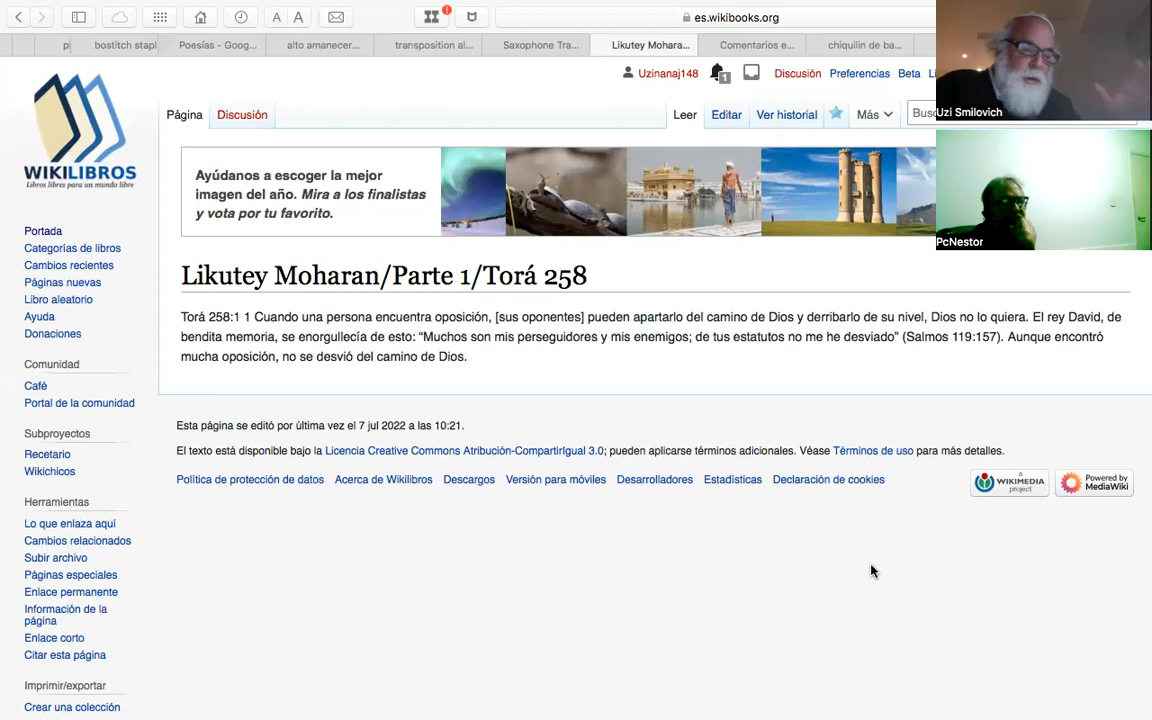 es.wikibooks.org
bostitch stapl
Poesías - Goog...
alto amanecer...
transposition al...
Saxophone Tra...
Likutey Mohara...
Comentarios e...
chiquilin de ba...
Uzinanaj148
1
Discusión
Preferencias
Beta
Página
Discusión
Leer
Editar
Ver historial
Más
Uzi Smilovich
PcNestor
WIKILIBROS
Libros libres para un mundo libre
Ayúdanos a escoger la mejor
imagen del año. Mira a los finalistas
y vota por tu favorito.
Portada
Categorías de libros
Cambios recientes
Páginas nuevas
Libro aleatorio
Ayuda
Donaciones
Comunidad
Café
Portal de la comunidad
Subproyectos
Recetario
Wikichicos
Herramientas
Lo que enlaza aquí
Cambios relacionados
Subir archivo
Páginas especiales
Enlace permanente
Información de la
página
Enlace corto
Citar esta página
Imprimir/exportar
Crear una colección
Likutey Moharan/Parte 1/Torá 258
Torá 258:1 1 Cuando una persona encuentra oposición, [sus oponentes] pueden apartarlo del camino de Dios y derribarlo de su nivel, Dios no lo quiera. El rey David, de
bendita memoria, se enorgullecía de esto: “Muchos son mis perseguidores y mis enemigos; de tus estatutos no me he desviado” (Salmos 119:157). Aunque encontró
mucha oposición, no se desvió del camino de Dios.
Esta página se editó por última vez el 7 jul 2022 a las 10:21.
El texto está disponible bajo la Licencia Creative Commons Atribución-CompartirIgual 3.0; pueden aplicarse términos adicionales. Véase Términos de uso para más detalles.
Política de protección de datos
Acerca de Wikilibros
Descargos
Versión para móviles
Desarrolladores
Estadísticas
Declaración de cookies
A
WIKIMEDIA
project
Powered by
MediaWiki